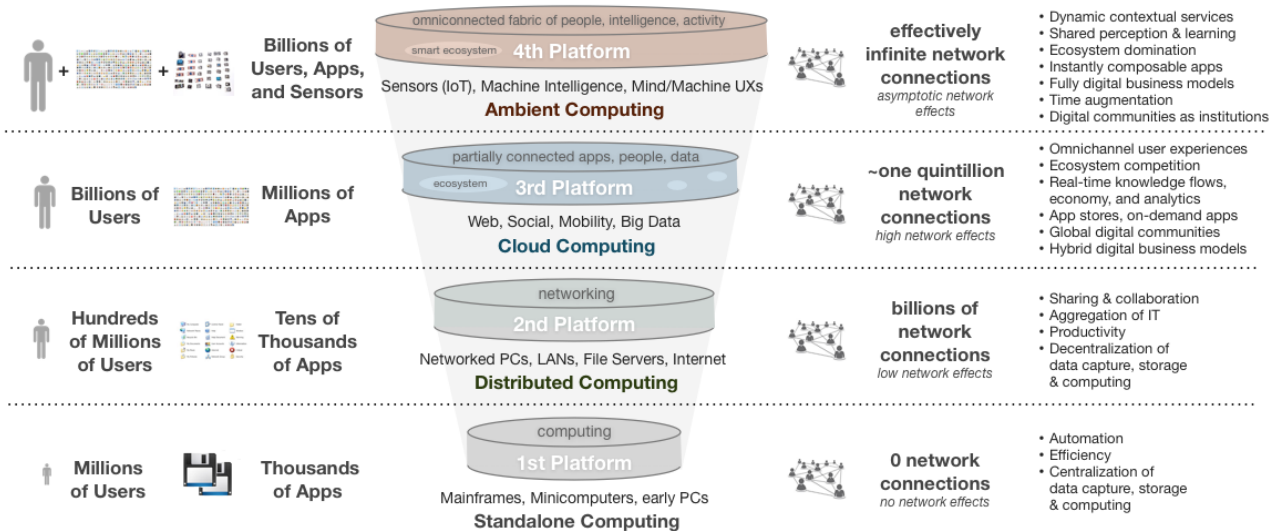 Billions of
Users, Apps,
and Sensors
+
+
omniconnected fabric of people, intelligence, activity
smart ecosystem
4th Platform
Sensors (IoT), Machine Intelligence, Mind/Machine UXs
Ambient Computing
effectively
infinite network
connections
asymptotic network
effects
• Dynamic contextual services
• Shared perception & learning
• Ecosystem domination
• Instantly composable apps
• Fully digital business models
• Time augmentation
• Digital communities as institutions
Billions of
Users
Millions of
Apps
partially connected apps, people, data
ecosystem
3rd Platform
Web, Social, Mobility, Big Data
Cloud Computing
~one quintillion
network
connections
high network effects
• Omnichannel user experiences
• Ecosystem competition
• Real-time knowledge flows,
economy, and analytics
• App stores, on-demand apps
• Global digital communities
• Hybrid digital business models
Hundreds
of Millions
of Users
Tens of
Thousands
of Apps
networking
2nd Platform
Networked PCs, LANs, File Servers, Internet
Distributed Computing
billions of
network
connections
low network effects
• Sharing & collaboration
• Aggregation of IT
• Productivity
• Decentralization of
data capture, storage
& computing
Millions
of Users
Thousands
of Apps
computing
1st Platform
Mainframes, Minicomputers, early PCs
Standalone Computing
0 network
connections
no network effects
• Automation
• Efficiency
• Centralization of
data capture, storage
& computing